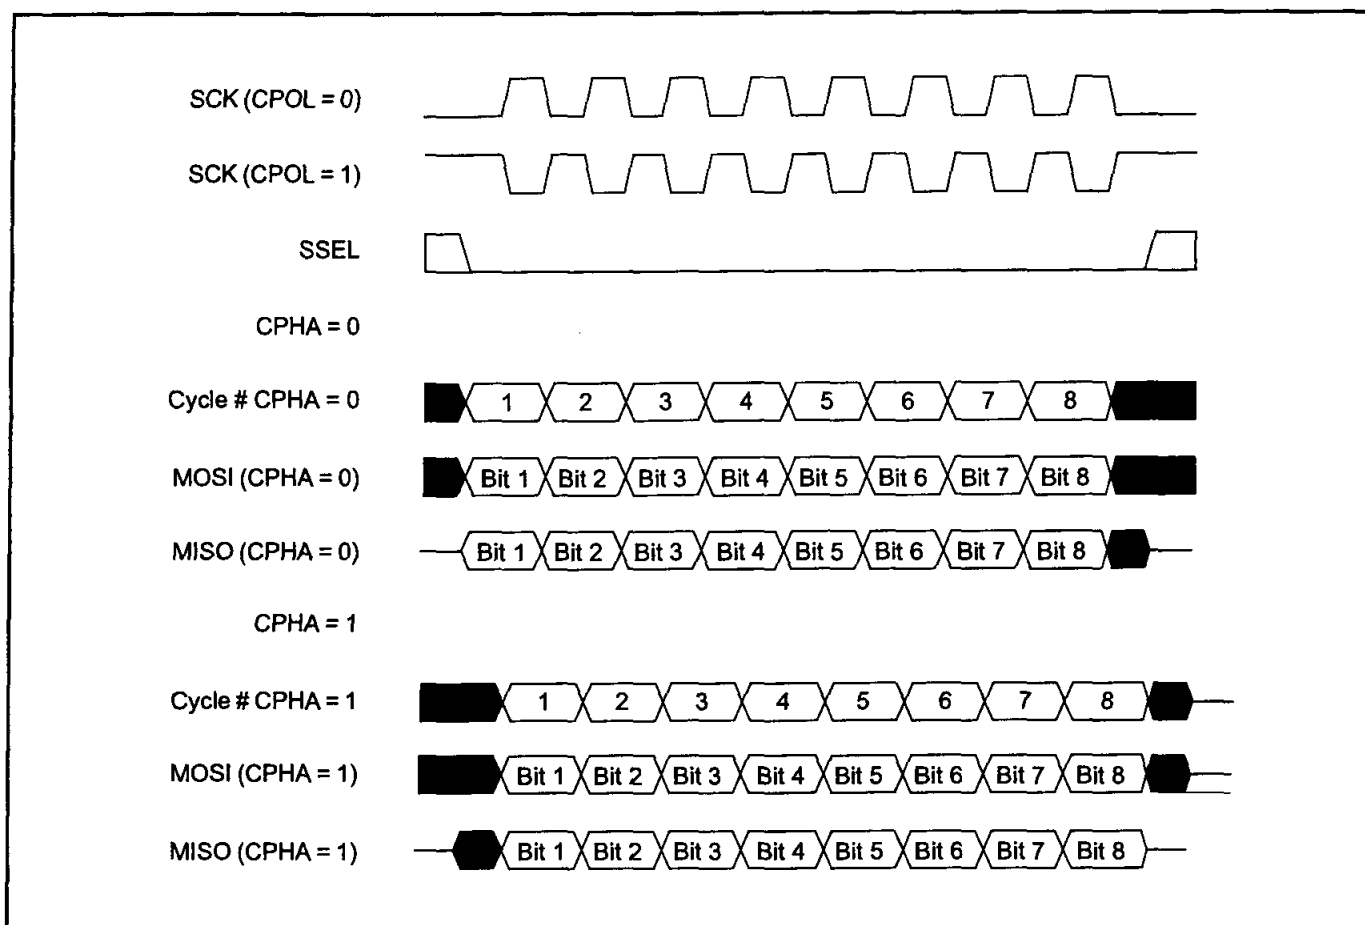 SCK (CPOL = 0)
SCK (CPOL = 1)
SSEL
CPHA = 0
Cycle # CPHA = 0 1 2 3 4 5 6 7 8
MOSI (CPHA = 0) Bit 1 Bit 2 Bit 3 Bit 4 Bit 5 Bit 6 Bit 7 Bit 8
MISO (CPHA = 0) Bit 1 Bit 2 Bit 3 Bit 4 Bit 5 Bit 6 Bit 7 Bit 8
CPHA = 1
Cycle # CPHA = 1 1 2 3 4 5 6 7 8
MOSI (CPHA = 1) Bit 1 Bit 2 Bit 3 Bit 4 Bit 5 Bit 6 Bit 7 Bit 8
MISO (CPHA = 1) Bit 1 Bit 2 Bit 3 Bit 4 Bit 5 Bit 6 Bit 7 Bit 8